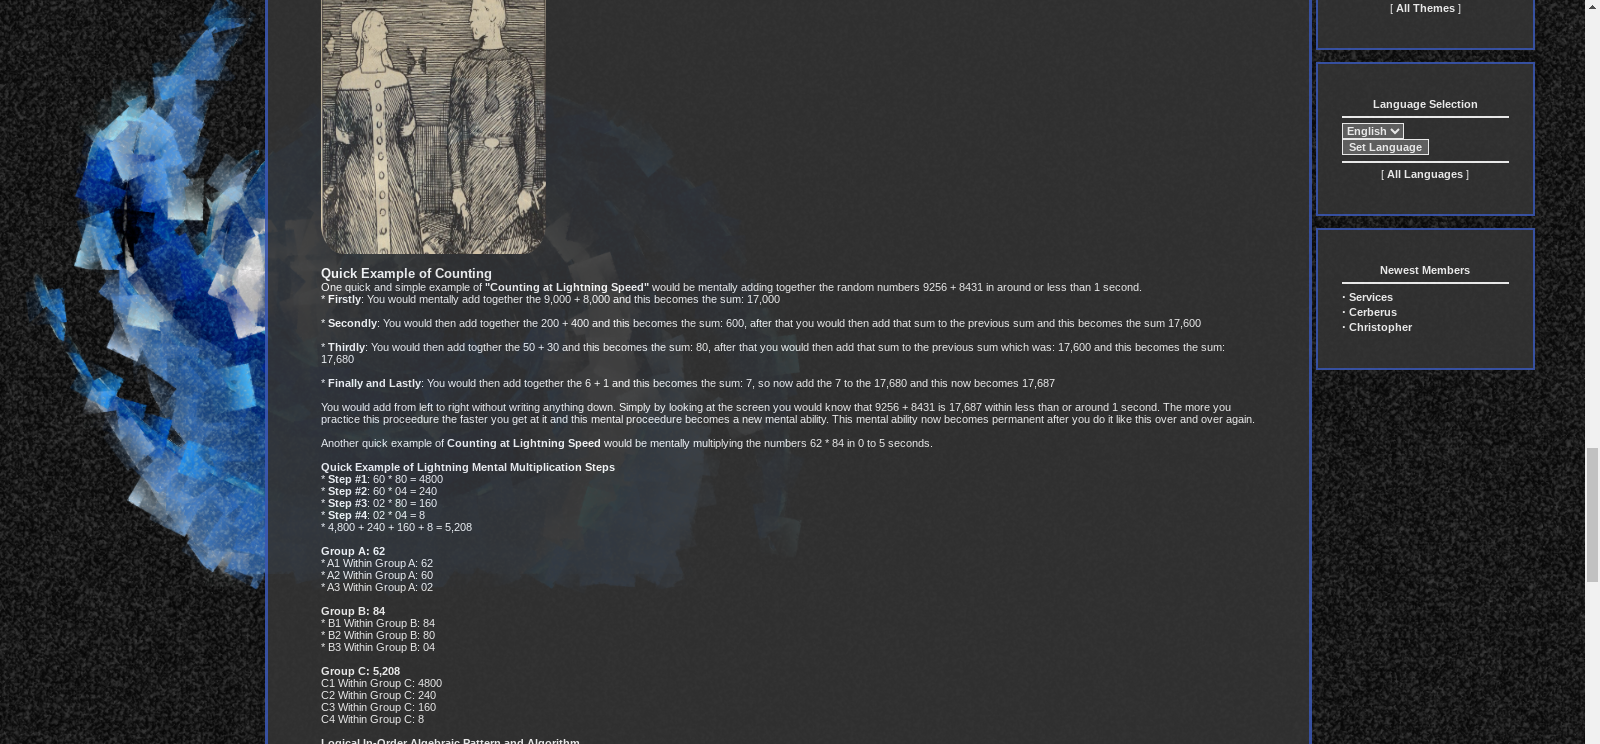 Quick Example of Counting
One quick and simple example of "Counting at Lightning Speed" would be mentally adding together the random numbers 9256 + 8431 in around or less than 1 second.
* Firstly: You would mentally add together the 9,000 + 8,000 and this becomes the sum: 17,000
* Secondly: You would then add together the 200 + 400 and this becomes the sum: 600, after that you would then add that sum to the previous sum and this becomes the sum 17,600
* Thirdly: You would then add togther the 50 + 30 and this becomes the sum: 80, after that you would then add that sum to the previous sum which was: 17,600 and this becomes the sum:
17,680
* Finally and Lastly: You would then add together the 6 + 1 and this becomes the sum: 7, so now add the 7 to the 17,680 and this now becomes 17,687
You would add from left to right without writing anything down. Simply by looking at the screen you would know that 9256 + 8431 is 17,687 within less than or around 1 second. The more you
practice this proceedure the faster you get at it and this mental proceedure becomes a new mental ability. This mental ability now becomes permanent after you do it like this over and over again.
Another quick example of Counting at Lightning Speed would be mentally multiplying the numbers 62 * 84 in 0 to 5 seconds.
Quick Example of Lightning Mental Multiplication Steps
* Step #1: 60 * 80 = 4800
* Step #2: 60 * 04 = 240
* Step #3: 02 * 80 = 160
* Step #4: 02 * 04 = 8
* 4,800 + 240 + 160 + 8 = 5,208
Group A: 62
* A1 Within Group A: 62
* A2 Within Group A: 60
* A3 Within Group A: 02
Group B: 84
* B1 Within Group B: 84
* B2 Within Group B: 80
* B3 Within Group B: 04
Group C: 5,208
C1 Within Group C: 4800
C2 Within Group C: 240
C3 Within Group C: 160
C4 Within Group C: 8
Logical In-Order Algebraic Pattern and Algorithm
[ All Themes ]
Language Selection
English
Set Language
[ All Languages ]
Newest Members
· Services
· Cerberus
· Christopher